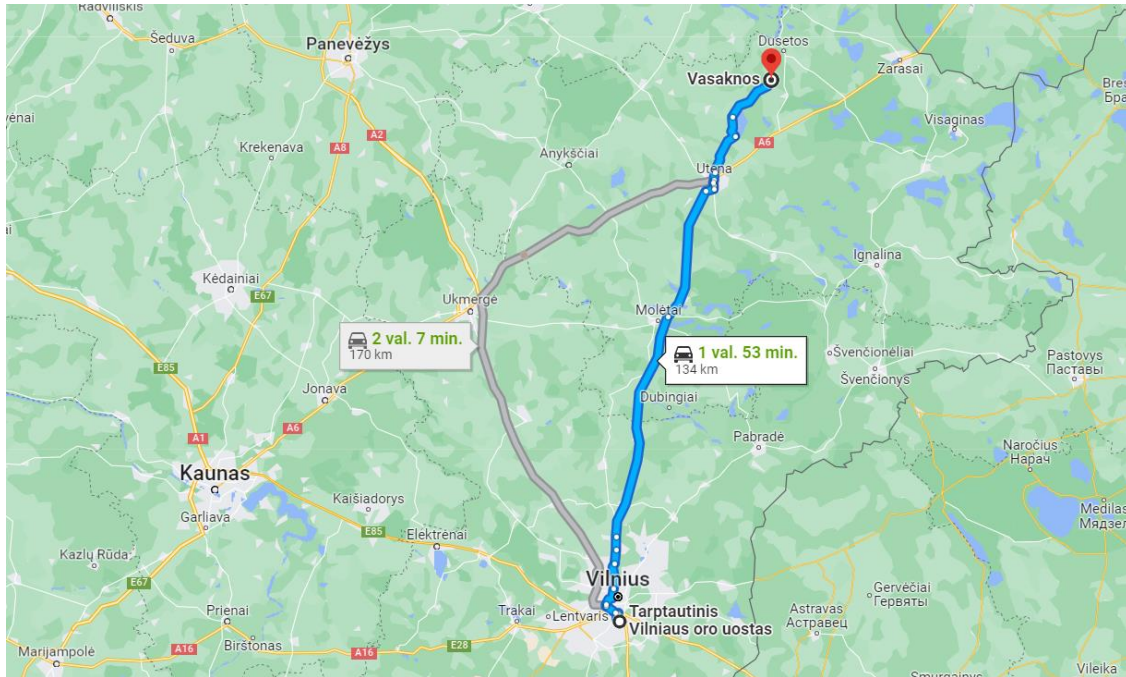 Radviliškis
Šeduva
Panevėžys
Dusetos
Vasaknos
Zarasai
Visaginas
A2
A8
Krekenava
Anykščiai
A6
Utena
Ignalina
Kėdainiai
E67
Ukmergė
Molėtai
2 val. 7 min.
170 km
1 val. 53 min.
134 km
Švenčionėliai
Švenčionys
Pastovys
Паставы
E85
Jonava
Dubingiai
A1
A6
Pabradė
Naročius
Нарач
Kaunas
Kaišiadorys
Garliava
E85
Elektrėnai
Medilas
Мядзел
Kazlų Rūda
E67
Vilnius
Gervėčiai
Гервяты
Prienai
Trakai
Lentvaris
Tarptautinis
Vilniaus oro uostas
Astravas
Астравец
Birštonas
Marijampolė
A16
A16
E28
Vileika
Smurgainys